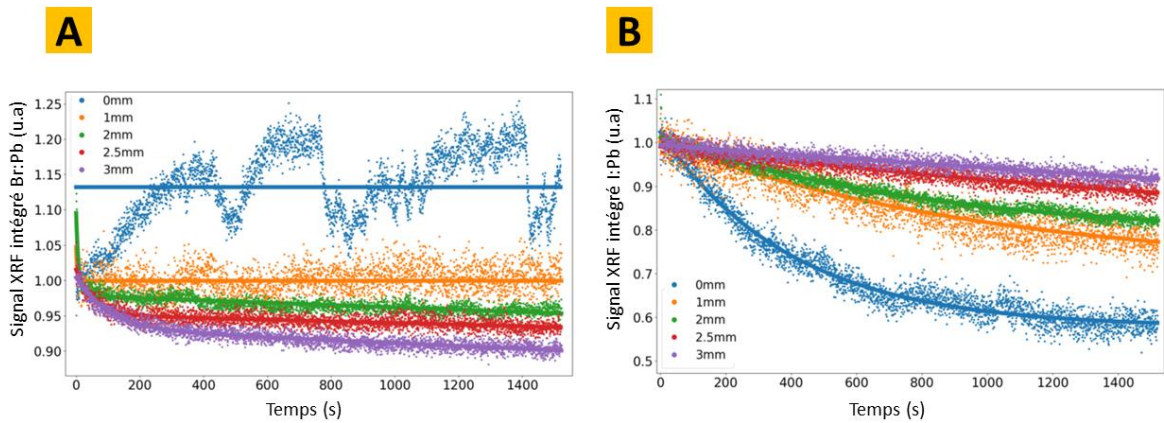 A
Signal XRF intégré Br:Pb (u.a)
1.25
1.20
1.15
1.10
1.05
1.00
0.95
0.90
0mm
1mm
2mm
2.5mm
3mm
0 200 400 600 800 1000 1200 1400
Temps (s)
B
Signal XRF intégré I:Pb (u.a)
1.1
1.0
0.9
0.8
0.7
0.6
0.5
0mm
1mm
2mm
2.5mm
3mm
0 200 400 600 800 1000 1200 1400
Temps (s)